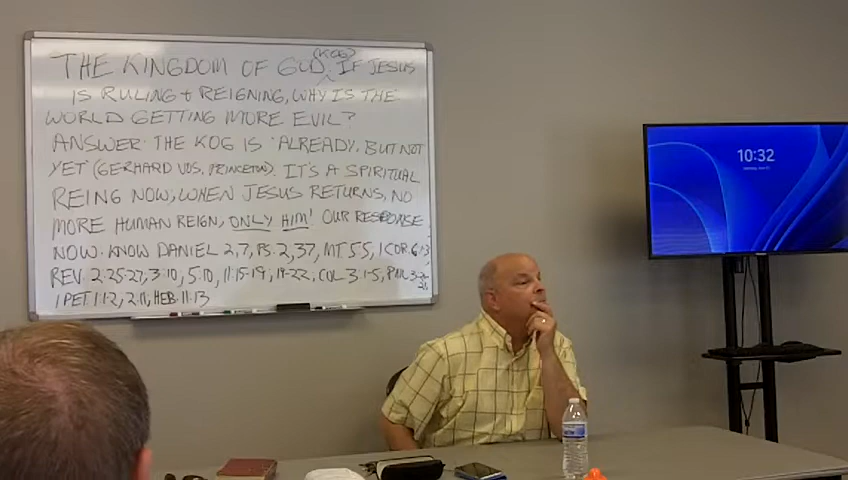 (KOG)
THE KINGDOM OF GOD. IF JESUS
IS RULING + REIGNING, WHY IS THE
WORLD GETTING MORE EVIL?
ANSWER: THE KOG IS "ALREADY, BUT NOT
YET" (GERHARD VOS, PRINCETON). IT'S A SPIRITUAL
REING NOW; WHEN JESUS RETURNS, NO
MORE HUMAN REIGN, ONLY HIM! OUR RESPONSE
NOW. KNOW DANIEL 2,7, PS. 2,37, MT. 5:5, 1 COR. 6:1-3,
REV. 2:25-27, 3:10, 5:10, 11:15-19, 19-22, COL. 3:1-5, PHIL 3:20-21
1 PET 1:1-2, 2:11, HEB. 11:13
10:32